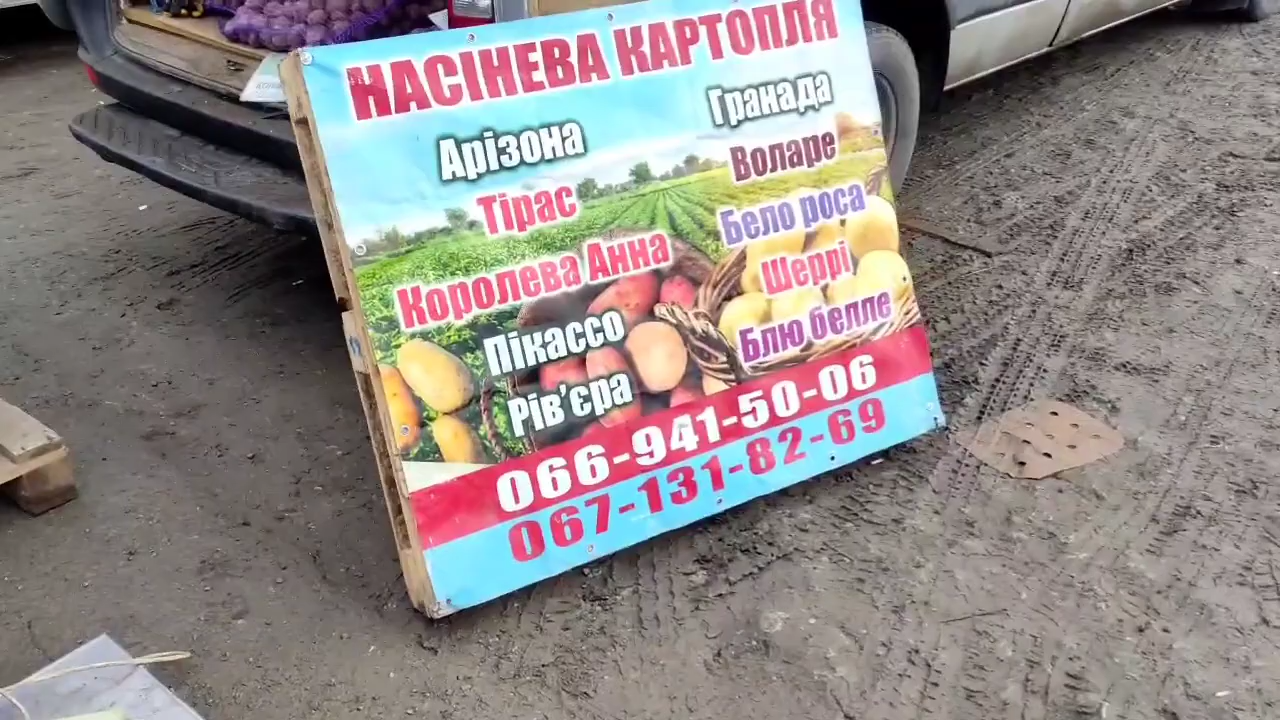 НАСІНЕВА КАРТОПЛЯ
Арізона
Тірас
Королева Анна
Пікассо
Рів'єра
Гранада
Воларе
Бело роса
Шеррі
Блю белле
066-941-50-06
067-131-82-69